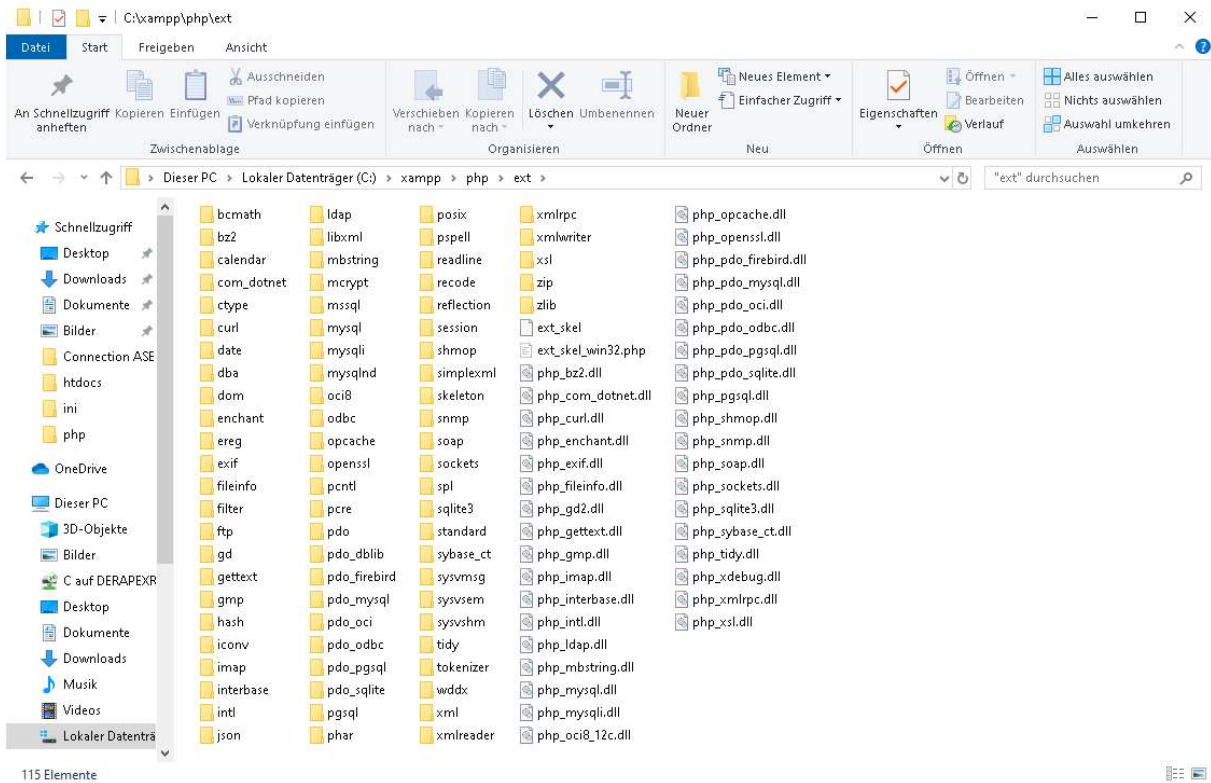 C:\xampp\php\ext
Datei Start Freigeben Ansicht
An Schnellzugriff anheften
Kopieren
Einfügen
Ausschneiden
Pfad kopieren
Verknüpfung einfügen
Zwischenablage
Verschieben nach
Kopieren nach
Löschen
Umbenennen
Organisieren
Neuer Ordner
Neues Element
Einfacher Zugriff
Neu
Eigenschaften
Öffnen
Bearbeiten
Verlauf
Öffnen
Alles auswählen
Nichts auswählen
Auswahl umkehren
Auswählen
Dieser PC > Lokaler Datenträger (C:) > xampp > php > ext >
"ext" durchsuchen
Schnellzugriff
Desktop
Downloads
Dokumente
Bilder
Connection ASE
htdocs
ini
php
OneDrive
Dieser PC
3D-Objekte
Bilder
C auf DERAPEXR
Desktop
Dokumente
Downloads
Musik
Videos
Lokaler Datenträ
bcmath
bz2
calendar
com_dotnet
ctype
curl
date
dba
dom
enchant
ereg
exif
fileinfo
filter
ftp
gd
gettext
gmp
hash
iconv
imap
interbase
intl
json
ldap
libxml
mbstring
mcrypt
mssql
mysql
mysqli
mysqlnd
oci8
odbc
opcache
openssl
pcntl
pcre
pdo
pdo_dblib
pdo_firebird
pdo_mysql
pdo_oci
pdo_odbc
pdo_pgsql
pdo_sqlite
pgsql
phar
posix
pspell
readline
recode
reflection
session
shmop
simplexml
skeleton
snmp
soap
sockets
spl
sqlite3
standard
sybase_ct
sysvmsg
sysvsem
sysvshm
tidy
tokenizer
wddx
xml
xmlreader
xmlrpc
xmlwriter
xsl
zip
zlib
ext_skel
ext_skel_win32.php
php_bz2.dll
php_com_dotnet.dll
php_curl.dll
php_enchant.dll
php_exif.dll
php_fileinfo.dll
php_gd2.dll
php_gettext.dll
php_gmp.dll
php_imap.dll
php_interbase.dll
php_intl.dll
php_ldap.dll
php_mbstring.dll
php_mysql.dll
php_mysqli.dll
php_oci8_12c.dll
php_opcache.dll
php_openssl.dll
php_pdo_firebird.dll
php_pdo_mysql.dll
php_pdo_oci.dll
php_pdo_odbc.dll
php_pdo_pgsql.dll
php_pdo_sqlite.dll
php_pgsql.dll
php_shmop.dll
php_snmp.dll
php_soap.dll
php_sockets.dll
php_sqlite3.dll
php_sybase_ct.dll
php_tidy.dll
php_xdebug.dll
php_xmlrpc.dll
php_xsl.dll
115 Elemente